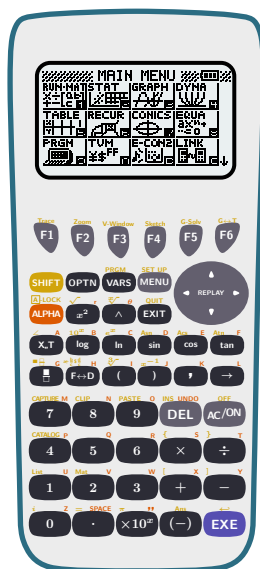 MAIN MENU
RUN-MAT STAT GRAPH DYNA
TABLE RECUR CONICS EQUA
PRGM TVM E-CON2 LINK
Trace Zoom V-Window Sketch G-Solv G↔T
F1 F2 F3 F4 F5 F6
PRGM SET UP
SHIFT OPTN VARS MENU
REPLAY
A-LOCK QUIT
ALPHA x² ∧ EXIT
A 10ˣ B eˣ C D E F
X,T log ln sin cos tan
G H I J K L
F↔D ( ) , →
CAPTURE M CLIP N PASTE O INS UNDO OFF
7 8 9 DEL AC/ON
CATALOG P Q R { S } T
4 5 6 × ÷
List U Mat V W [ X ] Y
1 2 3 + −
i Z = SPACE π " Ans
0 · ×10ˣ (−) EXE